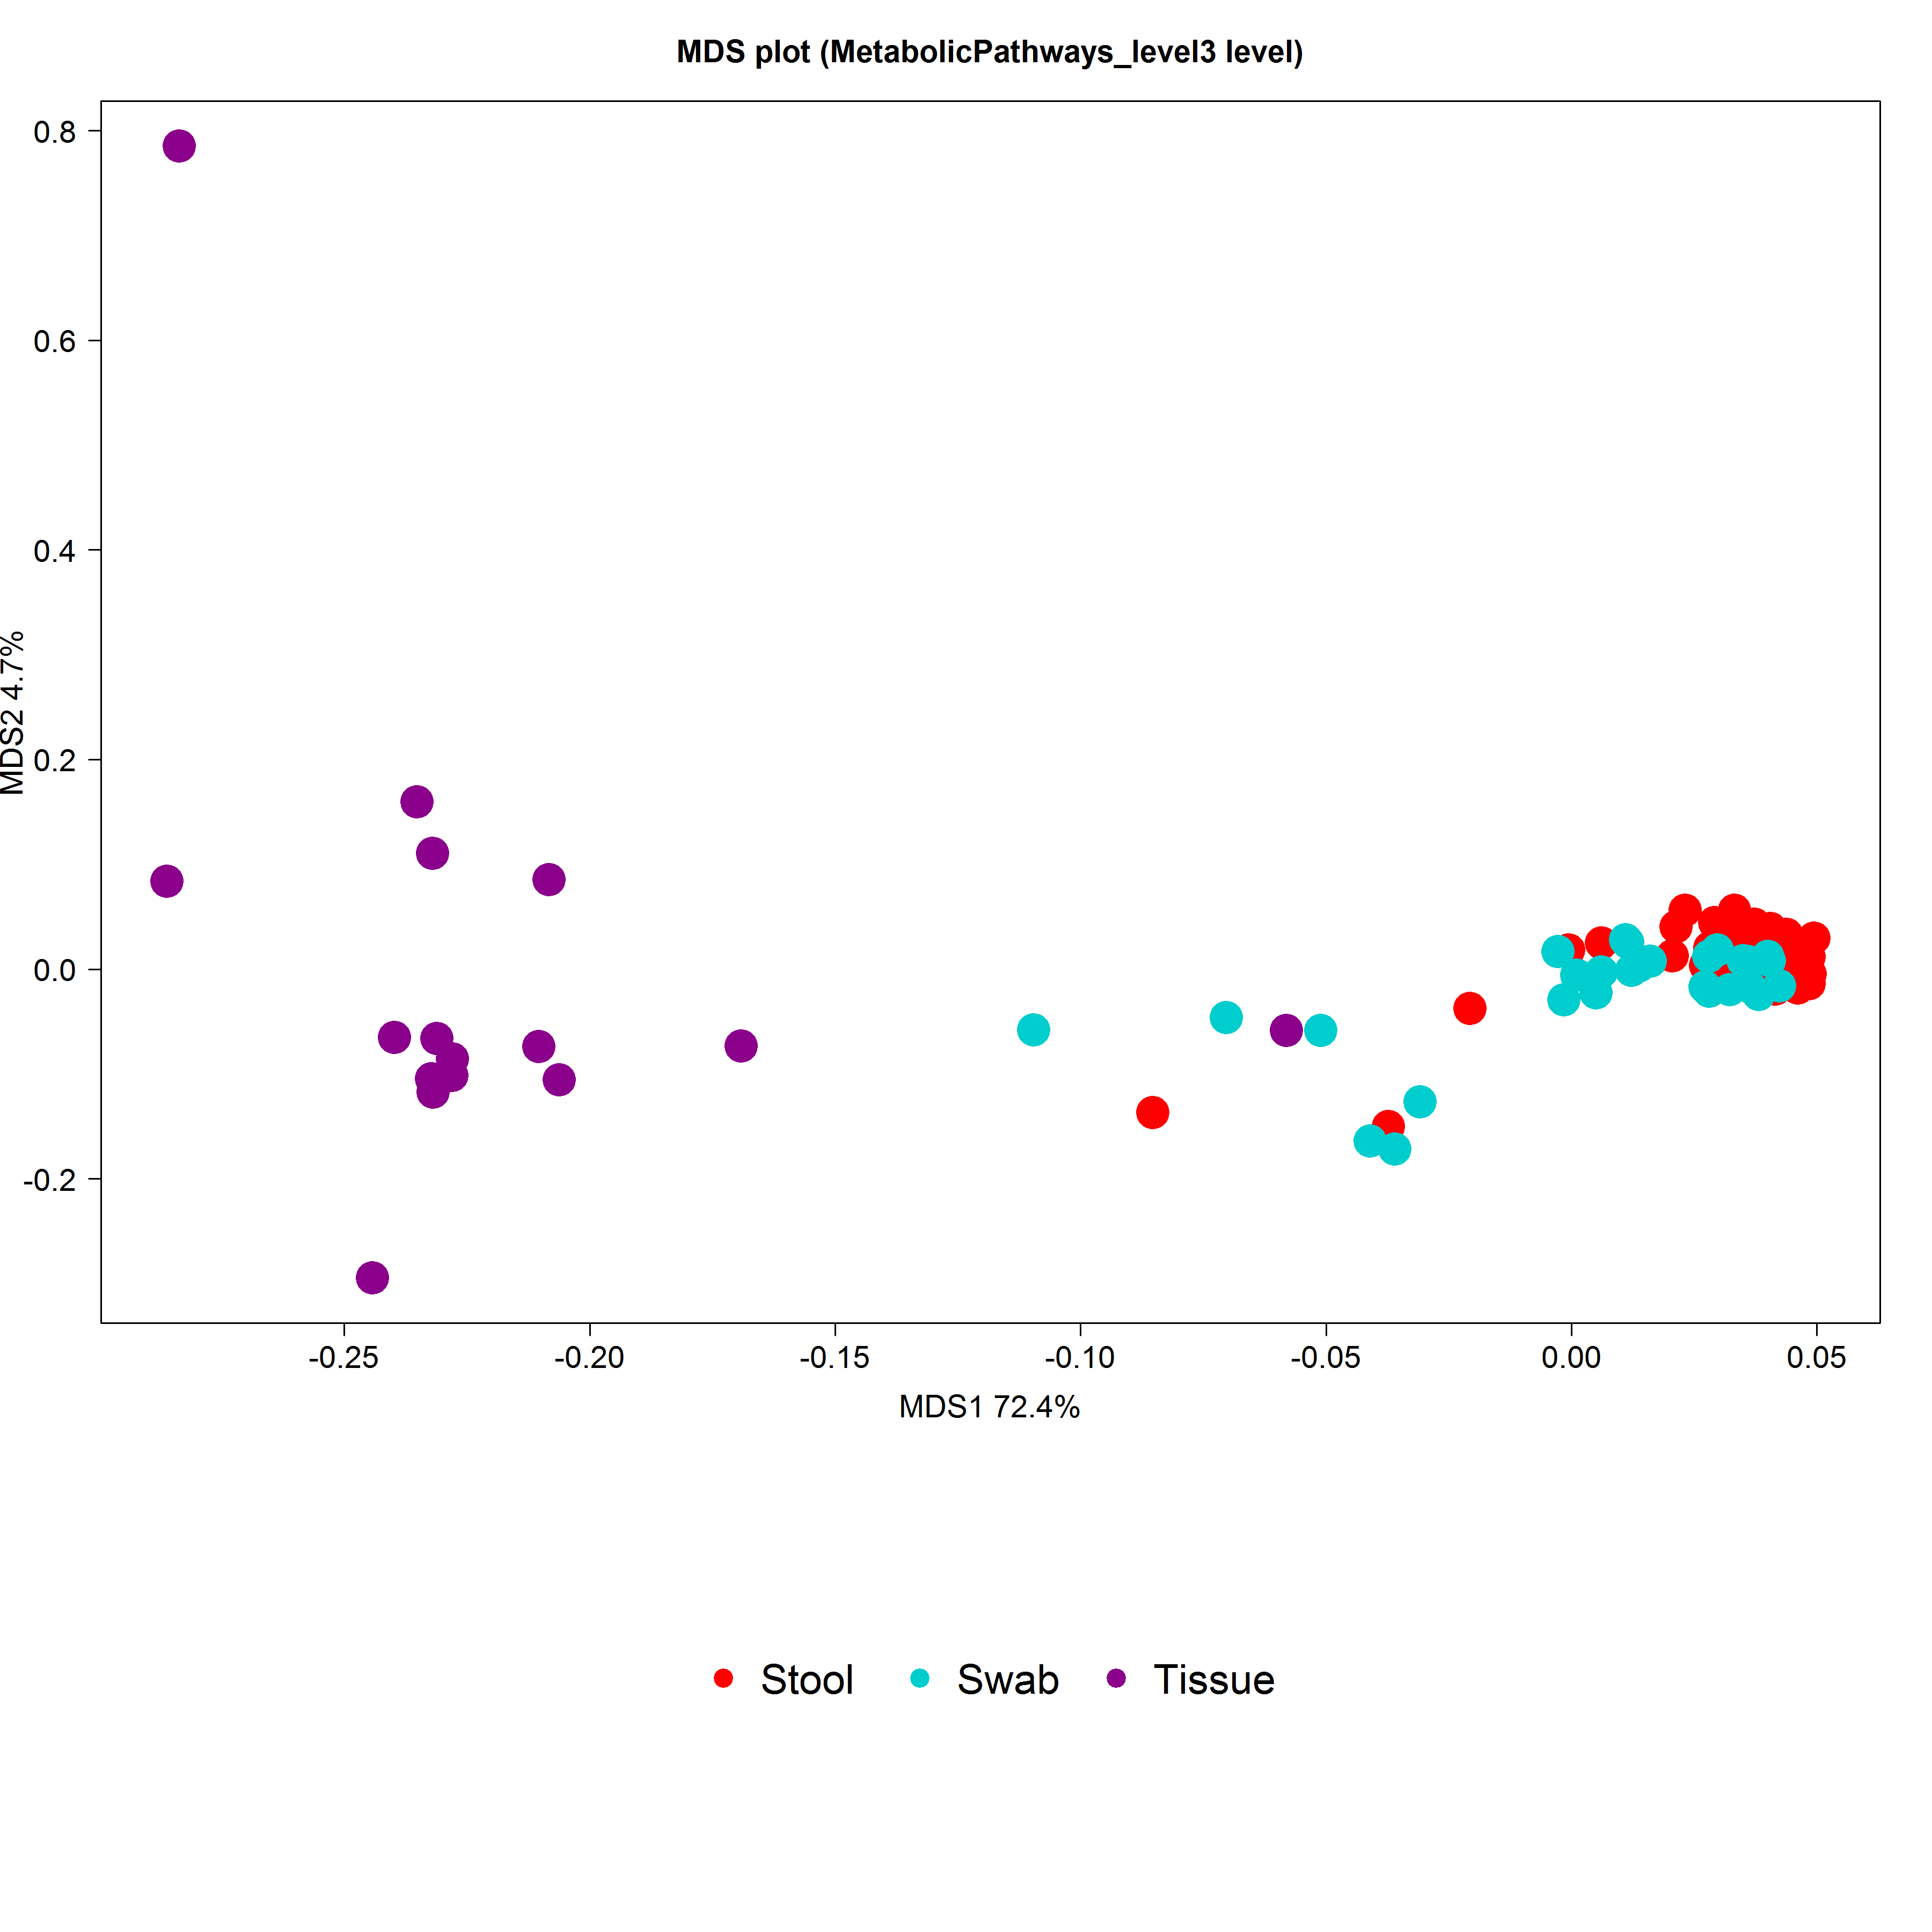 MDS plot (MetabolicPathways_level3 level)
0.8
0.6
0.4
0.2
0.0
-0.2
MDS2 4.7%
-0.25 -0.20 -0.15 -0.10 -0.05 0.00 0.05
MDS1 72.4%
Stool Swab Tissue